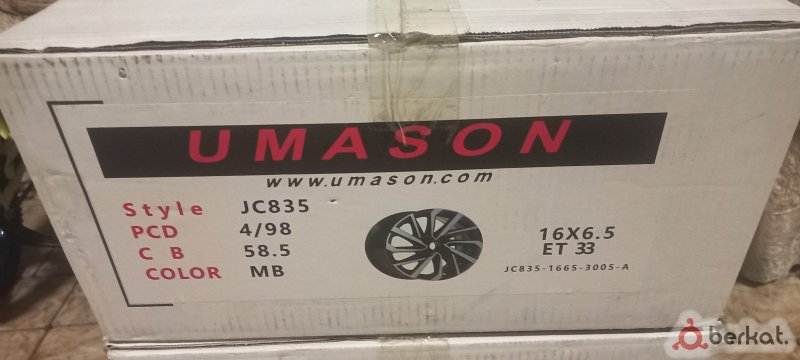 UMASON
www.umason.com
Style JC835
PCD 4/98
C B 58.5
COLOR MB
16X6.5
ET 33
JC835-1665-3005-A
berkat.